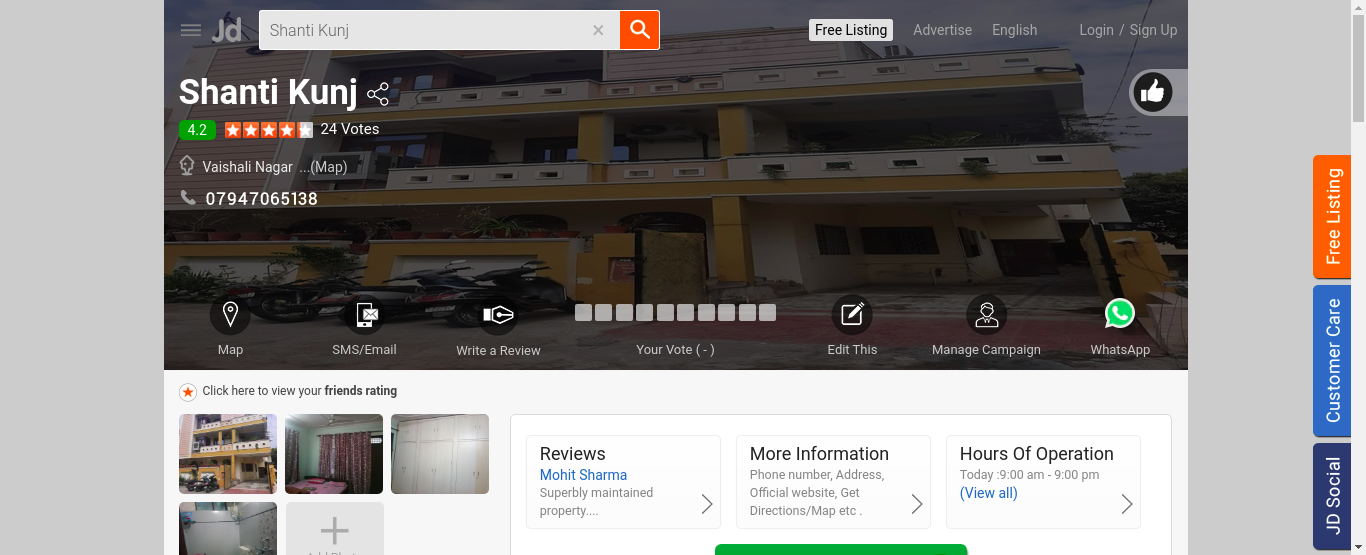 Jd
Shanti Kunj
Free Listing
Advertise
English
Login / Sign Up
Shanti Kunj
4.2
24 Votes
Vaishali Nagar ...(Map)
07947065138
Map
SMS/Email
Write a Review
Your Vote ( - )
Edit This
Manage Campaign
WhatsApp
Free Listing
Customer Care
JD Social
Click here to view your friends rating
Reviews
Mohit Sharma
Superbly maintained
property....
More Information
Phone number, Address,
Official website, Get
Directions/Map etc .
Hours Of Operation
Today :9:00 am - 9:00 pm
(View all)